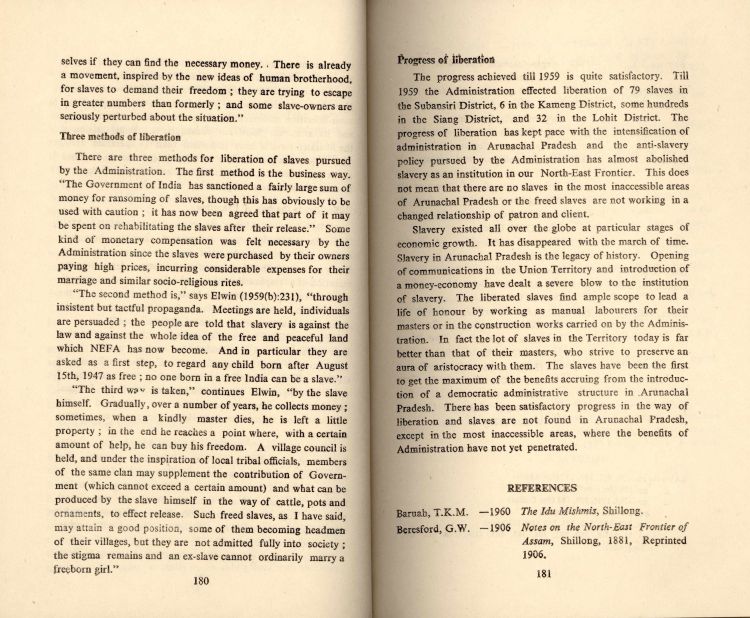 selves if they can find the necessary money. . There is already
a movement, inspired by the new ideas of human brotherhood,
for slaves to demand their freedom ; they are trying to escape
in greater numbers than formerly ; and some slave-owners are
seriously perturbed about the situation.”
Three methods of liberation
There are three methods for liberation of slaves pursued
by the Administration. The first method is the business way.
“The Government of India has sanctioned a fairly large sum of
money for ransoming of slaves, though this has obviously to be
used with caution ; it has now been agreed that part of it may
be spent on rehabilitating the slaves after their release.” Some
kind of monetary compensation was felt necessary by the
Administration since the slaves were purchased by their owners
paying high prices, incurring considerable expenses for their
marriage and similar socio-religious rites.
“The second method is,” says Elwin (1959(b):231), “through
insistent but tactful propaganda. Meetings are held, individuals
are persuaded ; the people are told that slavery is against the
law and against the whole idea of the free and peaceful land
which NEFA has now become. And in particular they are
asked as a first step, to regard any child born after August
15th, 1947 as free ; no one born in a free India can be a slave.”
“The third way is taken,” continues Elwin, “by the slave
himself. Gradually, over a number of years, he collects money ;
sometimes, when a kindly master dies, he is left a little
property ; in the end he reaches a point where, with a certain
amount of help, he can buy his freedom. A village council is
held, and under the inspiration of local tribal officials, members
of the same clan may supplement the contribution of Govern-
ment (which cannot exceed a certain amount) and what can be
produced by the slave himself in the way of cattle, pots and
ornaments, to effect release. Such freed slaves, as I have said,
may attain a good position, some of them becoming headmen
of their villages, but they are not admitted fully into society ;
the stigma remains and an ex-slave cannot ordinarily marry a
freeborn girl.”
180
Progress of liberation
The progress achieved till 1959 is quite satisfactory. Till
1959 the Administration effected liberation of 79 slaves in
the Subansiri District, 6 in the Kameng District, some hundreds
in the Siang District, and 32 in the Lohit District. The
progress of liberation has kept pace with the intensification of
administration in Arunachal Pradesh and the anti-slavery
policy pursued by the Administration has almost abolished
slavery as an institution in our North-East Frontier. This does
not mean that there are no slaves in the most inaccessible areas
of Arunachal Pradesh or the freed slaves are not working in a
changed relationship of patron and client.
Slavery existed all over the globe at particular stages of
economic growth. It has disappeared with the march of time.
Slavery in Arunachal Pradesh is the legacy of history. Opening
of communications in the Union Territory and introduction of
a money-economy have dealt a severe blow to the institution
of slavery. The liberated slaves find ample scope to lead a
life of honour by working as manual labourers for their
masters or in the construction works carried on by the Adminis-
tration. In fact the lot of slaves in the Territory today is far
better than that of their masters, who strive to preserve an
aura of aristocracy with them. The slaves have been the first
to get the maximum of the benefits accruing from the introduc-
tion of a democratic administrative structure in Arunachal
Pradesh. There has been satisfactory progress in the way of
liberation and slaves are not found in Arunachal Pradesh,
except in the most inaccessible areas, where the benefits of
Administration have not yet penetrated.
REFERENCES
Baruah, T.K.M. —1960 The Idu Mishmis, Shillong.
Beresford, G.W. —1906 Notes on the North-East Frontier of
Assam, Shillong, 1881, Reprinted
1906.
181